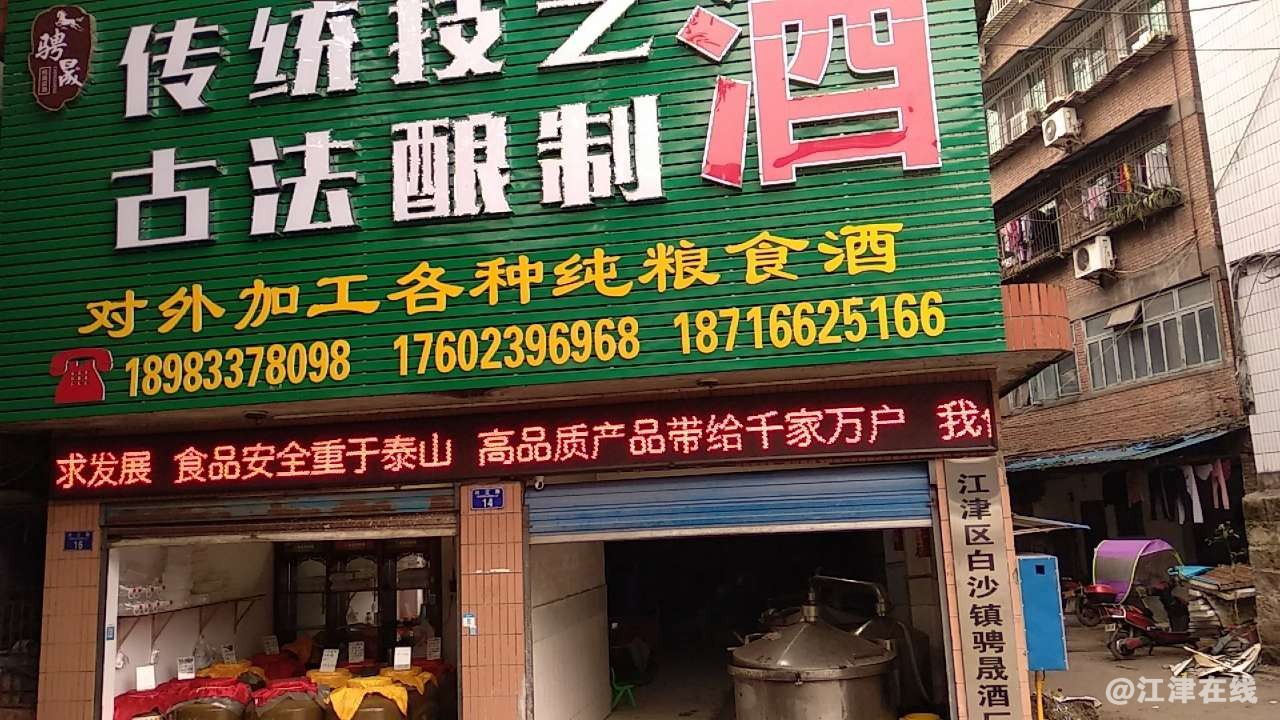 骋晟
传统技艺
酒
古法酿制
对外加工各种纯粮食酒
18983378098 17602396968 18716625166
求发展 食品安全重于泰山 高品质产品带给千家万户 我们
14
16
江津区白沙镇骋晟酒厂
@江津在线